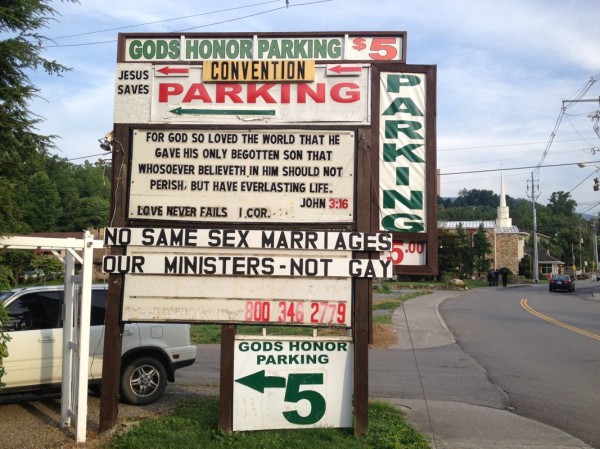 GODS HONOR PARKING $5
JESUS SAVES
CONVENTION
PARKING
FOR GOD SO LOVED THE WORLD THAT HE
GAVE HIS ONLY BEGOTTEN SON THAT
WHOSOEVER BELIEVETH IN HIM SHOULD NOT
PERISH, BUT HAVE EVERLASTING LIFE.
JOHN 3:16
LOVE NEVER FAILS I COR.
PARKING
5.00
NO SAME SEX MARRIAGES
OUR MINISTERS-NOT GAY
800 346 2779
GODS HONOR
PARKING
5